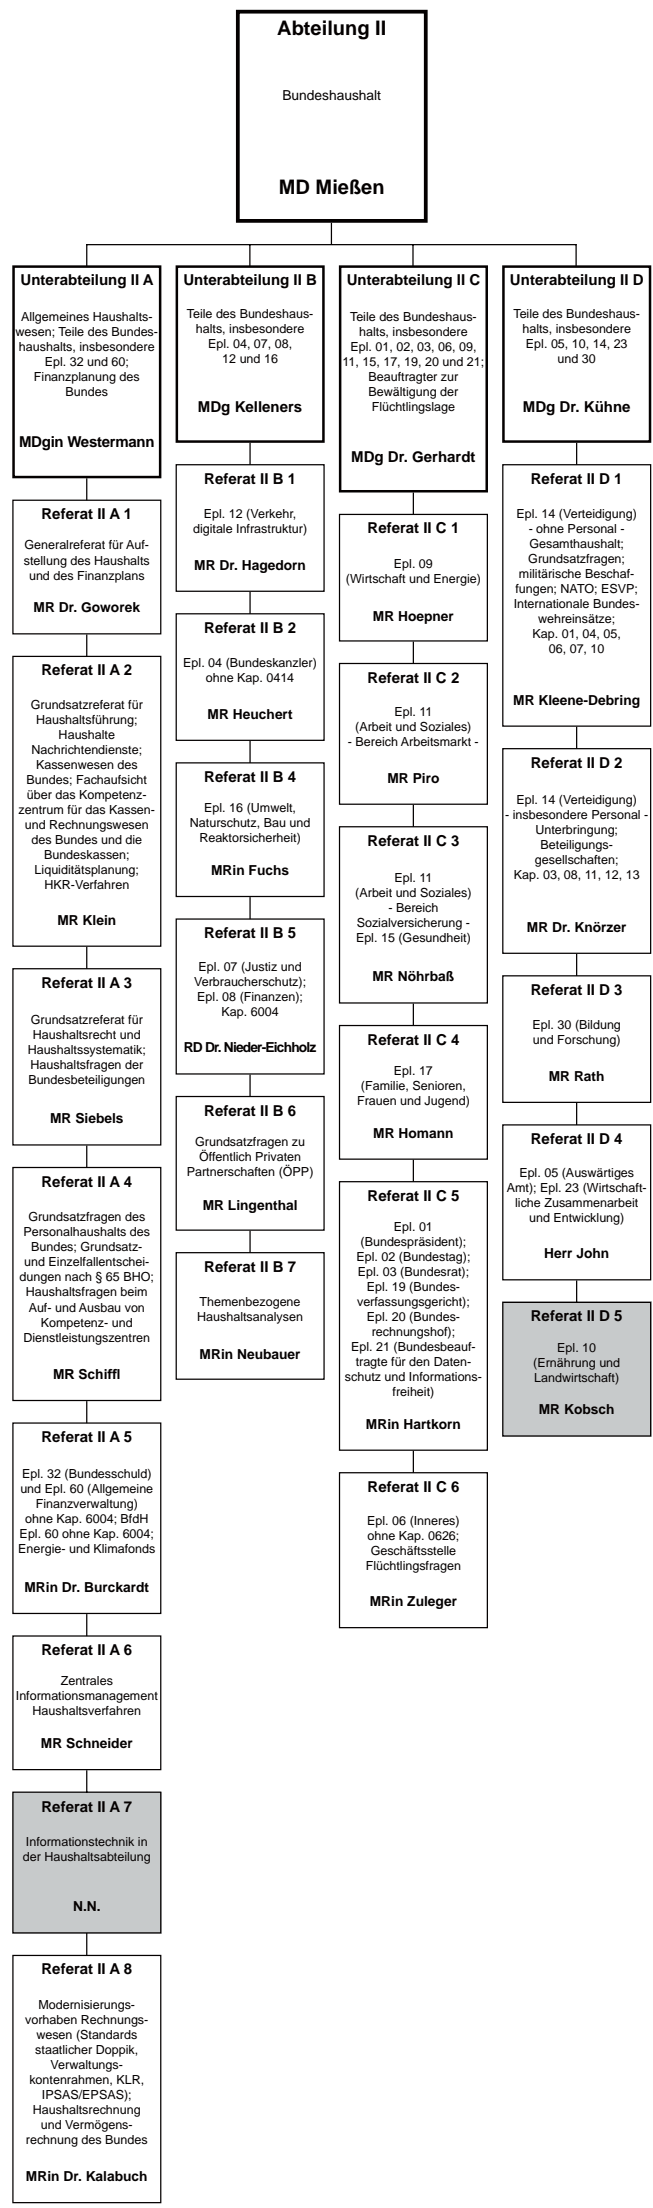 Abteilung II
Bundeshaushalt
MD Mießen
Unterabteilung II A
Allgemeines Haushalts-
wesen; Teile des Bundes-
haushalts, insbesondere
Epl. 32 und 60;
Finanzplanung des
Bundes
MDgin Westermann
Referat II A 1
Generalreferat für Auf-
stellung des Haushalts
und des Finanzplans
MR Dr. Goworek
Referat II A 2
Grundsatzreferat für
Haushaltsführung;
Haushalte
Nachrichtendienste;
Kassenwesen des
Bundes; Fachaufsicht
über das Kompetenz-
zentrum für das Kassen-
und Rechnungswesen
des Bundes und die
Bundeskassen;
Liquiditätsplanung;
HKR-Verfahren
MR Klein
Referat II A 3
Grundsatzreferat für
Haushaltsrecht und
Haushaltssystematik;
Haushaltsfragen der
Bundesbeteiligungen
MR Siebels
Referat II A 4
Grundsatzfragen des
Personalhaushalts des
Bundes; Grundsatz-
und Einzelfallentschei-
dungen nach § 65 BHO;
Haushaltsfragen beim
Auf- und Ausbau von
Kompetenz- und
Dienstleistungszentren
MR Schiffl
Referat II A 5
Epl. 32 (Bundesschuld)
und Epl. 60 (Allgemeine
Finanzverwaltung)
ohne Kap. 6004; BfdH
Epl. 60 ohne Kap. 6004;
Energie- und Klimafonds
MRin Dr. Burckardt
Referat II A 6
Zentrales
Informationsmanagement
Haushaltsverfahren
MR Schneider
Referat II A 7
Informationstechnik in
der Haushaltsabteilung
N.N.
Referat II A 8
Modernisierungs-
vorhaben Rechnungs-
wesen (Standards
staatlicher Doppik,
Verwaltungs-
kontenrahmen, KLR,
IPSAS/EPSAS);
Haushaltsrechnung
und Vermögens-
rechnung des Bundes
MRin Dr. Kalabuch
Unterabteilung II B
Teile des Bundeshaus-
halts, insbesondere
Epl. 04, 07, 08,
12 und 16
MDg Kelleners
Referat II B 1
Epl. 12 (Verkehr,
digitale Infrastruktur)
MR Dr. Hagedorn
Referat II B 2
Epl. 04 (Bundeskanzler)
ohne Kap. 0414
MR Heuchert
Referat II B 4
Epl. 16 (Umwelt,
Naturschutz, Bau und
Reaktorsicherheit)
MRin Fuchs
Referat II B 5
Epl. 07 (Justiz und
Verbraucherschutz);
Epl. 08 (Finanzen);
Kap. 6004
RD Dr. Nieder-Eichholz
Referat II B 6
Grundsatzfragen zu
Öffentlich Privaten
Partnerschaften (ÖPP)
MR Lingenthal
Referat II B 7
Themenbezogene
Haushaltsanalysen
MRin Neubauer
Unterabteilung II C
Teile des Bundeshaus-
halts, insbesondere
Epl. 01, 02, 03, 06, 09,
11, 15, 17, 19, 20 und 21;
Beauftragter zur
Bewältigung der
Flüchtlingslage
MDg Dr. Gerhardt
Referat II C 1
Epl. 09
(Wirtschaft und Energie)
MR Hoepner
Referat II C 2
Epl. 11
(Arbeit und Soziales)
- Bereich Arbeitsmarkt -
MR Piro
Referat II C 3
Epl. 11
(Arbeit und Soziales)
- Bereich
Sozialversicherung -
Epl. 15 (Gesundheit)
MR Nöhrbaß
Referat II C 4
Epl. 17
(Familie, Senioren,
Frauen und Jugend)
MR Homann
Referat II C 5
Epl. 01
(Bundespräsident);
Epl. 02 (Bundestag);
Epl. 03 (Bundesrat);
Epl. 19 (Bundes-
verfassungsgericht);
Epl. 20 (Bundes-
rechnungshof);
Epl. 21 (Bundesbeauf-
tragte für den Daten-
schutz und Informations-
freiheit)
MRin Hartkorn
Referat II C 6
Epl. 06 (Inneres)
ohne Kap. 0626;
Geschäftsstelle
Flüchtlingsfragen
MRin Zuleger
Unterabteilung II D
Teile des Bundeshaus-
halts, insbesondere
Epl. 05, 10, 14, 23
und 30
MDg Dr. Kühne
Referat II D 1
Epl. 14 (Verteidigung)
- ohne Personal -
Gesamthaushalt;
Grundsatzfragen;
militärische Beschaf-
fungen; NATO; ESVP;
Internationale Bundes-
wehreinsätze;
Kap. 01, 04, 05,
06, 07, 10
MR Kleene-Debring
Referat II D 2
Epl. 14 (Verteidigung)
- insbesondere Personal -
Unterbringung;
Beteiligungs-
gesellschaften;
Kap. 03, 08, 11, 12, 13
MR Dr. Knörzer
Referat II D 3
Epl. 30 (Bildung
und Forschung)
MR Rath
Referat II D 4
Epl. 05 (Auswärtiges
Amt); Epl. 23 (Wirtschaft-
liche Zusammenarbeit
und Entwicklung)
Herr John
Referat II D 5
Epl. 10
(Ernährung und
Landwirtschaft)
MR Kobsch